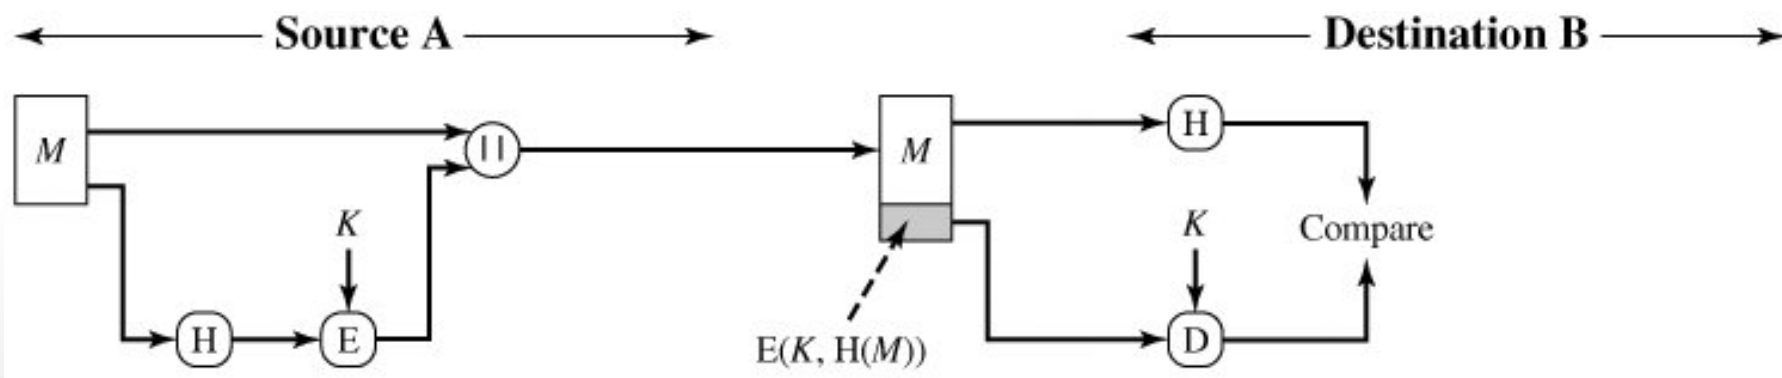 Source A
Destination B
M
||
M
H
K
K
Compare
H
E
E(K, H(M))
D